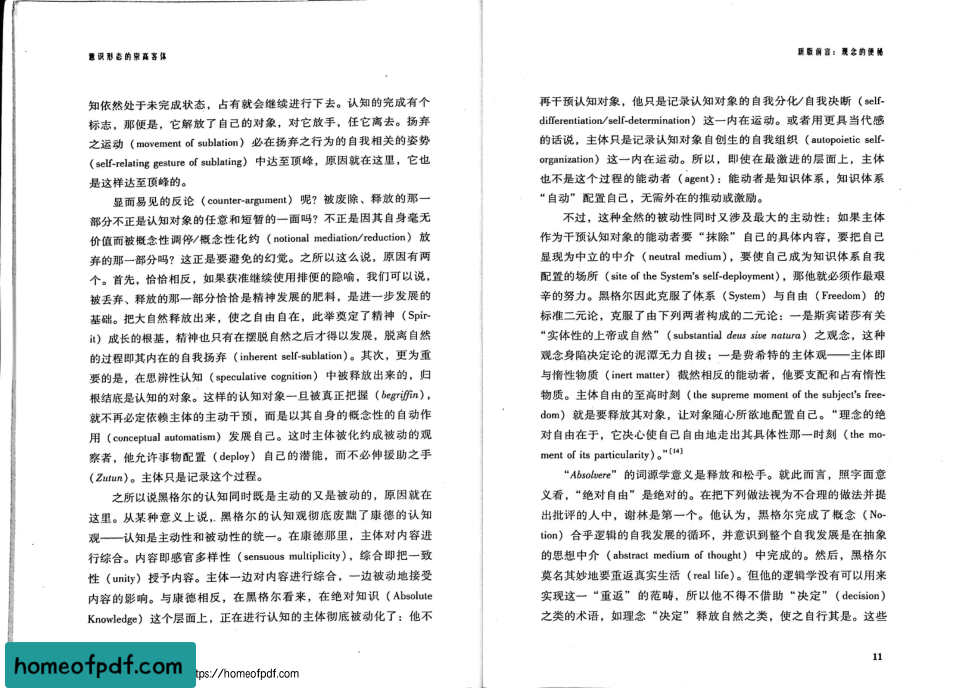 意识形态的崇高客体
知依然处于未完成状态，占有就会继续进行下去。认知的完成有个
标志，那便是，它解放了自己的对象，对它放手，任它离去。扬弃
之运动（movement of sublation）必在扬弃之行为的自我相关的姿势
（self-relating gesture of sublating）中达至顶峰，原因就在这里，它也
是这样达至顶峰的。
显而易见的反论（counter-argument）呢？被废除、释放的那一
部分不正是认知对象的任意和短暂的一面吗？不正是因其自身毫无
价值而被概念性调停/概念性化约（notional mediation/reduction）放
弃的那一部分吗？这正是要避免的幻觉。之所以这么说，原因有两
个。首先，恰恰相反，如果获准继续使用排便的隐喻，我们可以说，
被丢弃、释放的那一部分恰恰是精神发展的肥料，是进一步发展的
基础。把大自然释放出来，使之自由自在，此举奠定了精神（Spir-
it）成长的根基，精神也只有在摆脱自然之后才得以发展，脱离自然
的过程即其内在的自我扬弃（inherent self-sublation）。其次，更为重
要的是，在思辨性认知（speculative cognition）中被释放出来的，归
根结底是认知的对象。这样的认知对象一旦被真正把握（begriffin），
就不再必定依赖主体的主动干预，而是以其自身的概念性的自动作
用（conceptual automatism）发展自己。这时主体被化约成被动的观
察者，他允许事物配置（deploy）自己的潜能，而不必伸援助之手
（Zutun）。主体只是记录这个过程。
之所以说黑格尔的认知同时既是主动的又是被动的，原因就在
这里。从某种意义上说，黑格尔的认知观彻底废黜了康德的认知
观——认知是主动性和被动性的统一。在康德那里，主体对内容进
行综合。内容即感官多样性（sensuous multiplicity），综合即把一致
性（unity）授予内容。主体一边对内容进行综合，一边被动地接受
内容的影响。与康德相反，在黑格尔看来，在绝对知识（Absolute
Knowledge）这个层面上，正在进行认知的主体彻底被动化了：他不
homeofpdf.com
tps://homeofpdf.com
新版前言：观念的便秘
再干预认知对象，他只是记录认知对象的自我分化/自我决断（self-
differentiation/self-determination）这一内在运动。或者用更具当代感
的话说，主体只是记录认知对象自创生的自我组织（autopoietic self-
organization）这一内在运动。所以，即使在最激进的层面上，主体
也不是这个过程的能动者（agent）：能动者是知识体系，知识体系
“自动”配置自己，无需外在的推动或激励。
不过，这种全然的被动性同时又涉及最大的主动性：如果主体
作为干预认知对象的能动者要“抹除”自己的具体内容，要把自己
显现为中立的中介（neutral medium），要使自己成为知识体系自我
配置的场所（site of the System's self-deployment），那他就必须作最艰
辛的努力。黑格尔因此克服了体系（System）与自由（Freedom）的
标准二元论，克服了由下列两者构成的二元论：一是斯宾诺莎有关
“实体性的上帝或自然”（substantial deus sive natura）之观念，这种
观念身陷决定论的泥潭无力自拔；一是费希特的主体观——主体即
与惰性物质（inert matter）截然相反的能动者，他要支配和占有惰性
物质。主体自由的至高时刻（the supreme moment of the subject's free-
dom）就是要释放其对象，让对象随心所欲地配置自己。“理念的绝
对自由在于，它决心使自己自由地走出其具体性那一时刻（the mo-
ment of its particularity）。”[14]
“Absolvere”的词源学意义是释放和松手。就此而言，照字面意
义看，“绝对自由”是绝对的。在把下列做法视为不合理的做法并提
出批评的人中，谢林是第一个。他认为，黑格尔完成了概念（No-
tion）合乎逻辑的自我发展的循环，并意识到整个自我发展是在抽象
的思想中介（abstract medium of thought）中完成的。然后，黑格尔
莫名其妙地要重返真实生活（real life）。但他的逻辑学没有可以用来
实现这一“重返”的范畴，所以他不得不借助“决定”（decision）
之类的术语，如理念“决定”释放自然之类，使之自行其是。这些
11